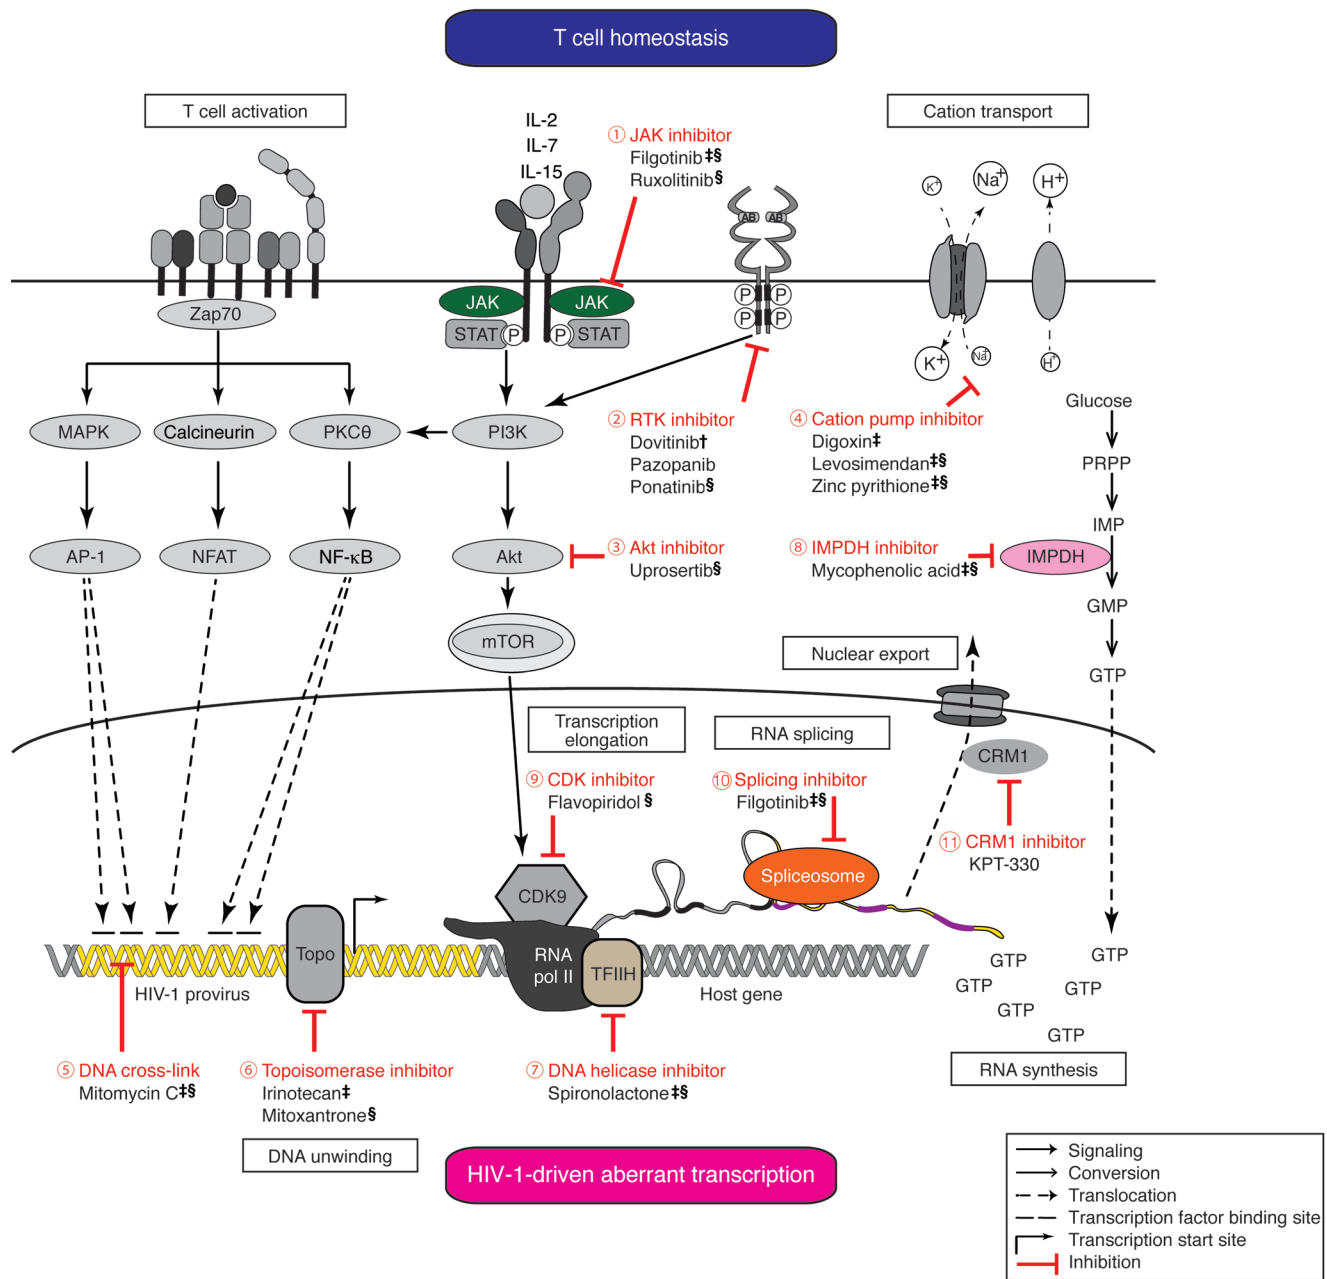 T cell homeostasis
T cell activation
Cation transport
IL-2
IL-7
IL-15
① JAK inhibitor
Filgotinib‡§
Ruxolitinib§
K+
Na+
H+
AB AB
JAK
JAK
STAT
P
P
STAT
P P
P P
Zap70
K+
Na+
H+
MAPK
Calcineurin
PKCθ
PI3K
② RTK inhibitor
Dovitinib†
Pazopanib
Ponatinib§
④ Cation pump inhibitor
Digoxin‡
Levosimendan‡§
Zinc pyrithione‡§
Glucose
PRPP
IMP
AP-1
NFAT
NF-κB
Akt
③ Akt inhibitor
Uprosertib§
⑧ IMPDH inhibitor
Mycophenolic acid‡§
IMPDH
GMP
mTOR
Nuclear export
GTP
Transcription
elongation
RNA splicing
CRM1
⑨ CDK inhibitor
Flavopiridol §
⑩ Splicing inhibitor
Filgotinib‡§
⑪ CRM1 inhibitor
KPT-330
Spliceosome
CDK9
Topo
RNA
pol II
TFIIH
HIV-1 provirus
Host gene
GTP
GTP
GTP
GTP
GTP
GTP
RNA synthesis
⑤ DNA cross-link
Mitomycin C‡§
⑥ Topoisomerase inhibitor
Irinotecan‡
Mitoxantrone§
⑦ DNA helicase inhibitor
Spironolactone‡§
DNA unwinding
HIV-1-driven aberrant transcription
Signaling
Conversion
Translocation
Transcription factor binding site
Transcription start site
Inhibition